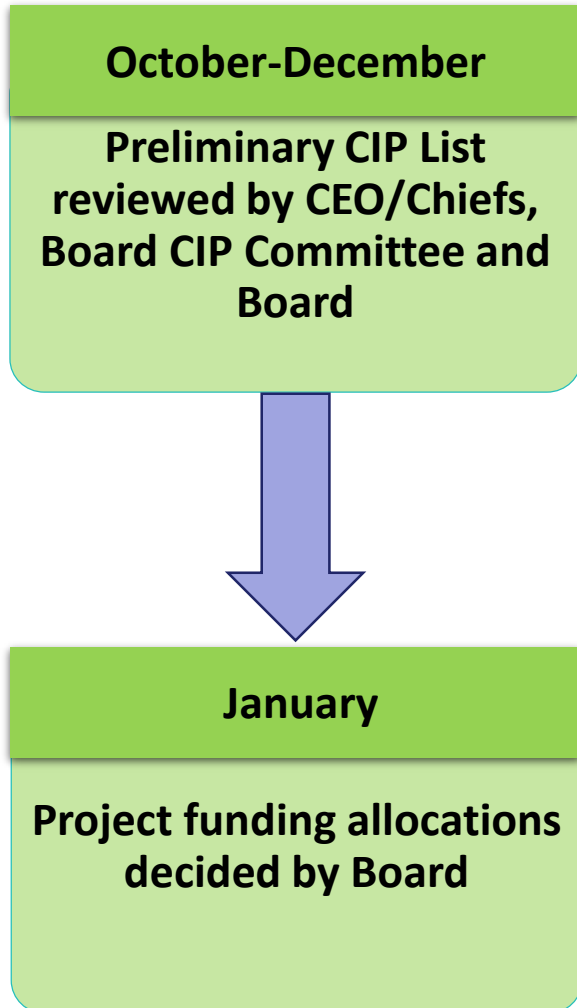 October-December
Preliminary CIP List
reviewed by CEO/Chiefs,
Board CIP Committee and
Board
January
Project funding allocations
decided by Board